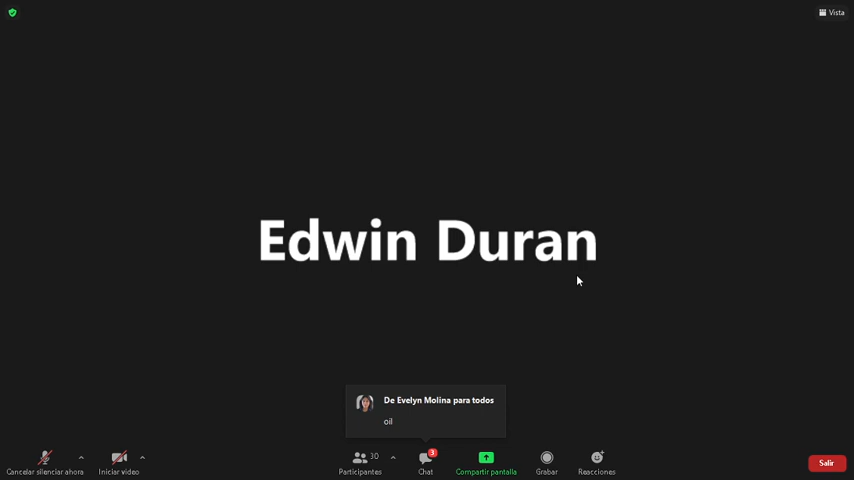 Vista
Edwin Duran
De Evelyn Molina para todos
oil
30
3
Cancelar silenciar ahora
Iniciar video
Participantes
Chat
Compartir pantalla
Grabar
Reacciones
Salir